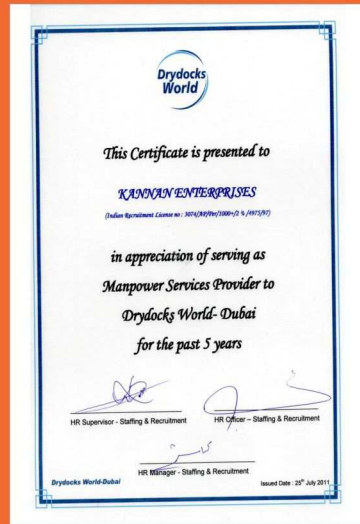 Drydocks
World
This Certificate is presented to
KANNAN ENTERPRISES
(Indian Recruitment License no : 3074/AP/Per/1000+/2 % /4973/97)
in appreciation of serving as
Manpower Services Provider to
Drydocks World- Dubai
for the past 5 years
HR Supervisor - Staffing & Recruitment
HR Officer – Staffing & Recruitment
HR Manager - Staffing & Recruitment
Drydocks World-Dubai
Issued Date : 25th July 2011